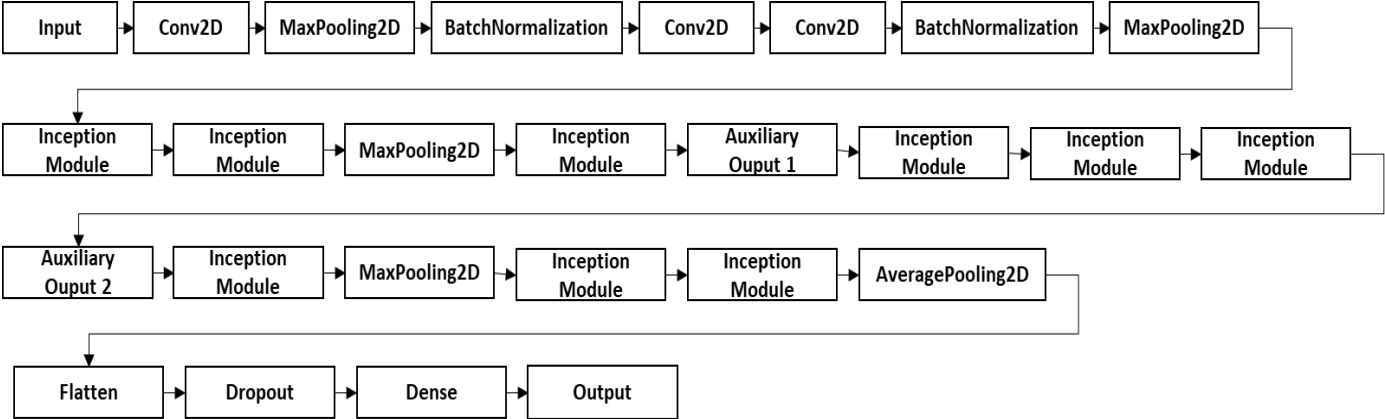 Input
Conv2D
MaxPooling2D
BatchNormalization
Conv2D
Conv2D
BatchNormalization
MaxPooling2D
Inception
Module
Inception
Module
MaxPooling2D
Inception
Module
Auxiliary
Ouput 1
Inception
Module
Inception
Module
Inception
Module
Auxiliary
Ouput 2
Inception
Module
MaxPooling2D
Inception
Module
Inception
Module
AveragePooling2D
Flatten
Dropout
Dense
Output